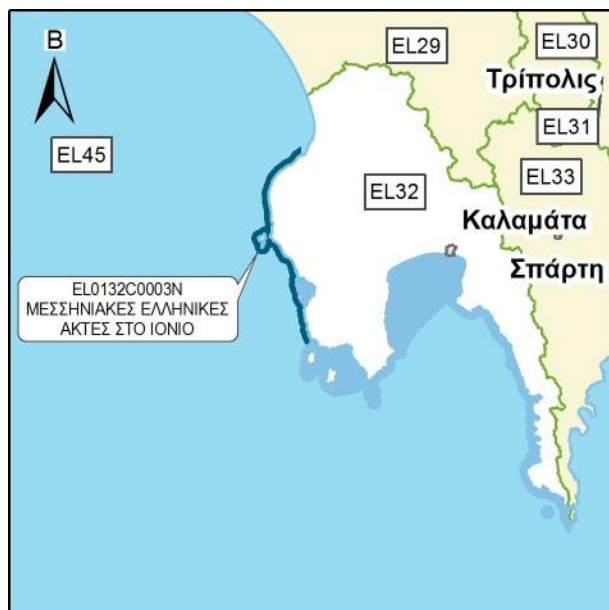 EL29
EL30
Τρίπολις
Β
EL31
EL45
EL33
EL32
Καλαμάτα
Σπάρτη
EL0132C0003N
ΜΕΣΣΗΝΙΑΚΕΣ ΕΛΛΗΝΙΚΕΣ
ΑΚΤΕΣ ΣΤΟ ΙΟΝΙΟ